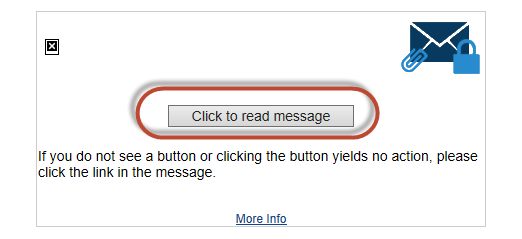 Click to read message
If you do not see a button or clicking the button yields no action, please
click the link in the message.
More Info